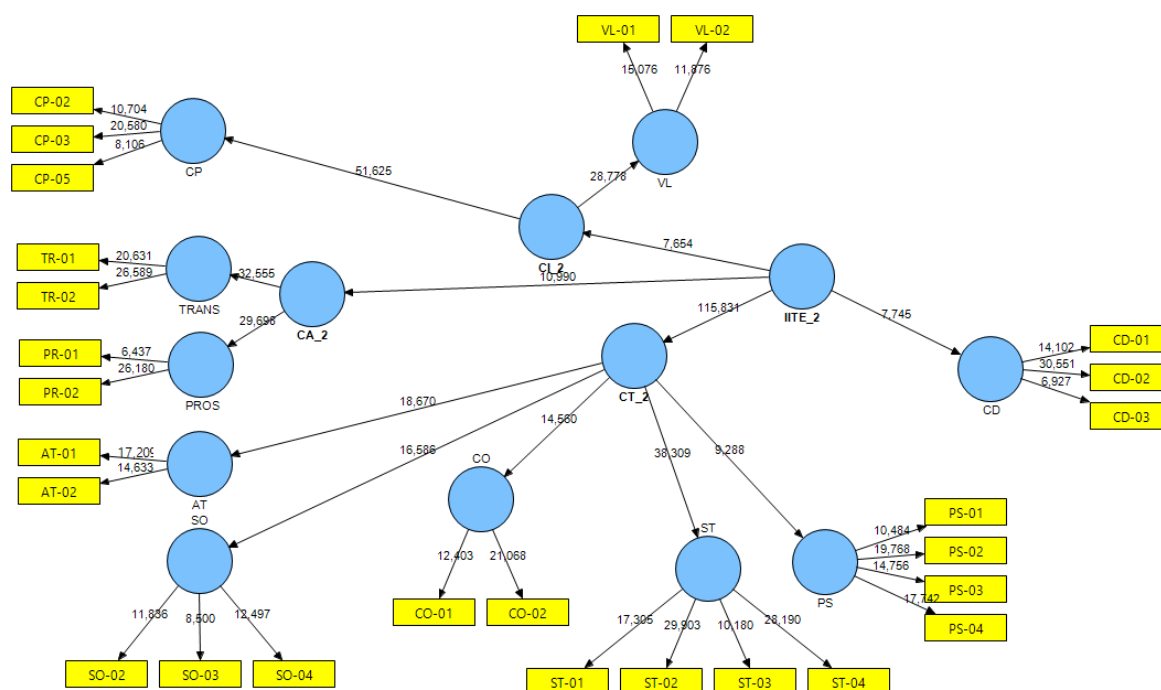 VL-01
VL-02
15,076
11,876
VL
CP-02
CP-03
CP-05
10,704
20,580
8,106
CP
51,625
28,778
CI_2
7,654
TR-01
TR-02
20,631
26,589
TRANS
32,555
10,990
IITE_2
115,831
7,745
PR-01
PR-02
6,437
26,180
PROS
29,696
CA_2
CT_2
CD
14,102
30,551
6,927
CD-01
CD-02
CD-03
AT-01
AT-02
17,209
14,633
AT
18,670
16,586
14,560
38,309
9,288
SO
11,836
8,500
12,497
SO-02
SO-03
SO-04
CO
12,403
21,068
CO-01
CO-02
ST
17,305
29,903
10,180
28,190
ST-01
ST-02
ST-03
ST-04
PS
10,484
19,768
14,756
17,742
PS-01
PS-02
PS-03
PS-04